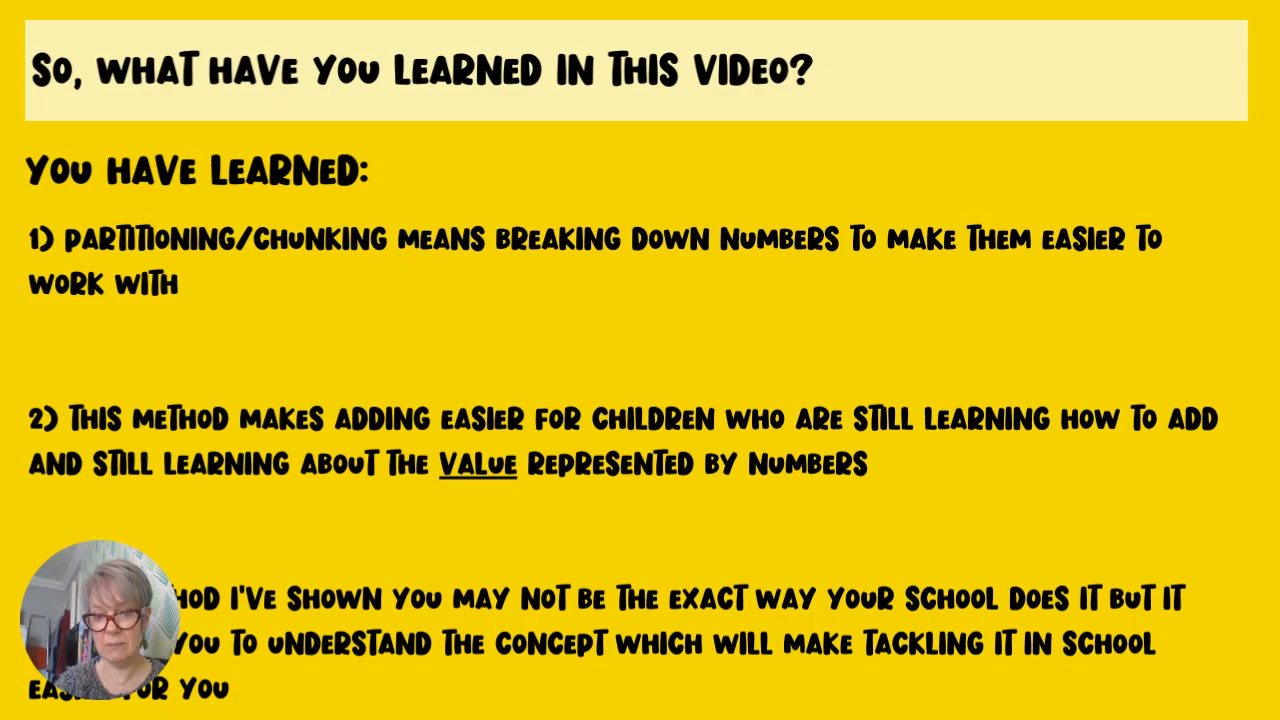 SO, WHAT HAVE YOU LEARNED IN THIS VIDEO?
YOU HAVE LEARNED:
1) PARTITIONING/CHUNKING MEANS BREAKING DOWN NUMBERS TO MAKE THEM EASIER TO
WORK WITH
2) THIS METHOD MAKES ADDING EASIER FOR CHILDREN WHO ARE STILL LEARNING HOW TO ADD
AND STILL LEARNING ABOUT THE VALUE REPRESENTED BY NUMBERS
I'VE SHOWN YOU MAY NOT BE THE EXACT WAY YOUR SCHOOL DOES IT BUT IT
YOU TO UNDERSTAND THE CONCEPT WHICH WILL MAKE TACKLING IT IN SCHOOL
YOU